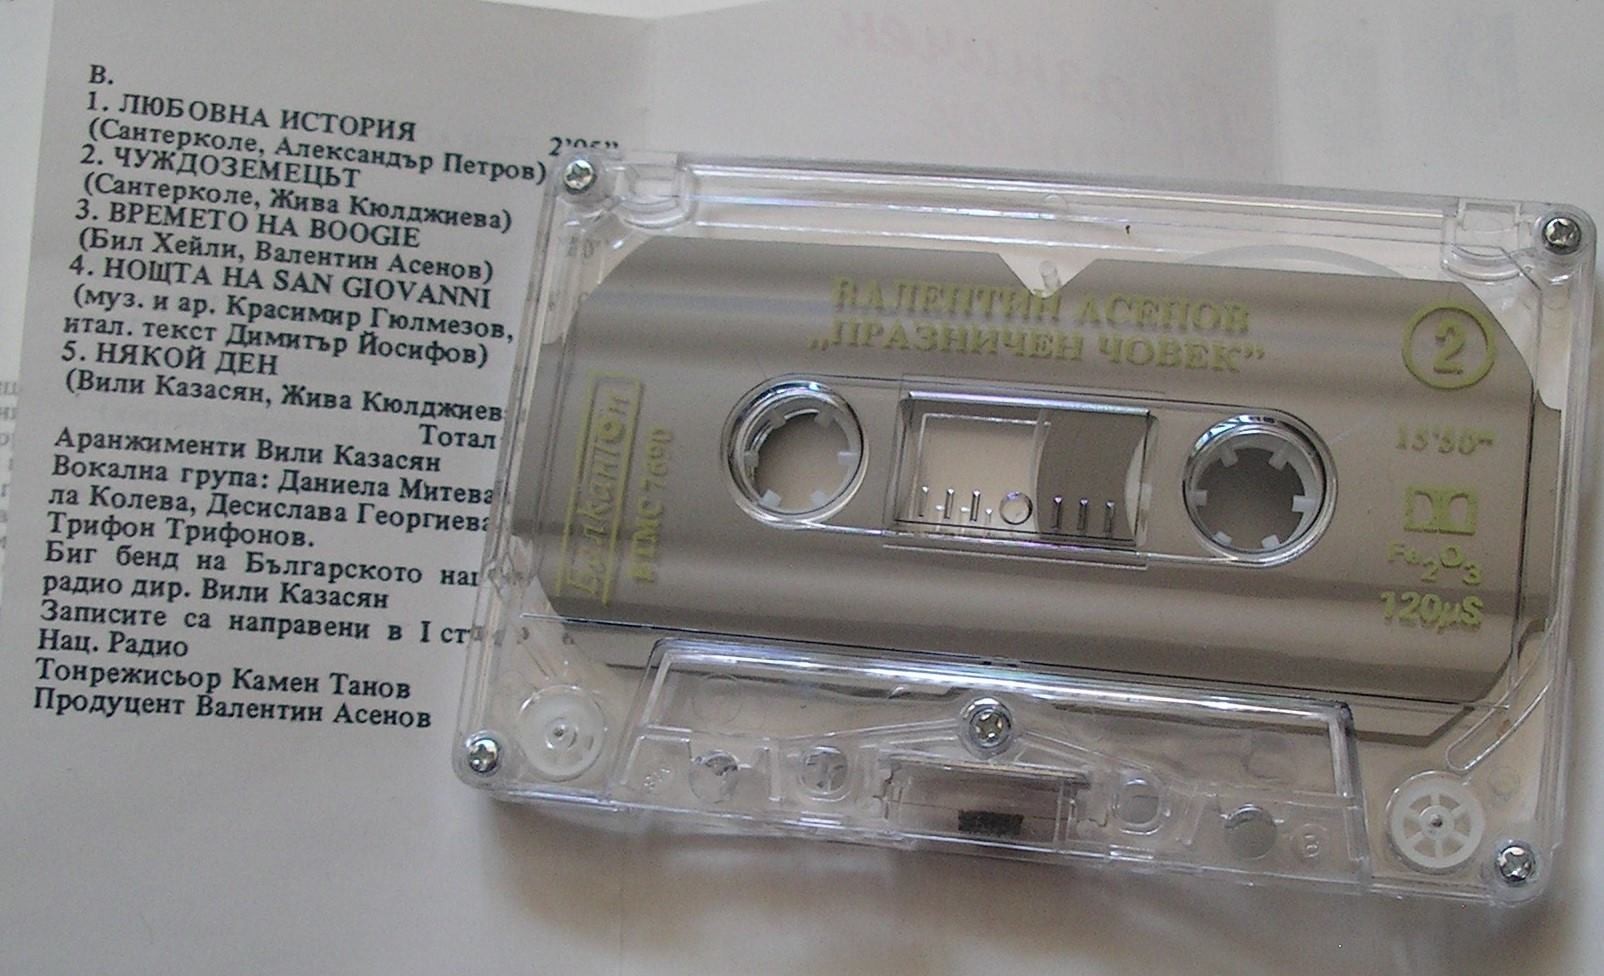 В.
1. ЛЮБОВНА ИСТОРИЯ
(Сантерколе, Александър Петров)
2. ЧУЖДОЗЕМЕЦЪТ
(Сантерколе, Жива Кюлджиева)
3. ВРЕМЕТО НА BOOGIE
(Бил Хейли, Валентин Асенов)
4. НОЩТА НА SAN GIOVANNI
(муз. и ар. Красимир Гюлмезов,
итал. текст Димитър Йосифов)
5. НЯКОЙ ДЕН
(Вили Казасян, Жива Кюлджиев
Тотал
Аранжименти Вили Казасян
Вокална група: Даниела Митева
ла Колева, Десислава Георгиева
Трифон Трифонов.
Биг бенд на Българското нац
радио дир. Вили Казасян
Записите са направени в I ст
Нац. Радио
Тонрежисьор Камен Танов
Продуцент Валентин Асенов
ВАЛЕНТИН АСЕНОВ
„ПРАЗНИЧЕН ЧОВЕК”
2
Балкантон
ВТМС 7690
15'50"
Fe2O3
120µS
B